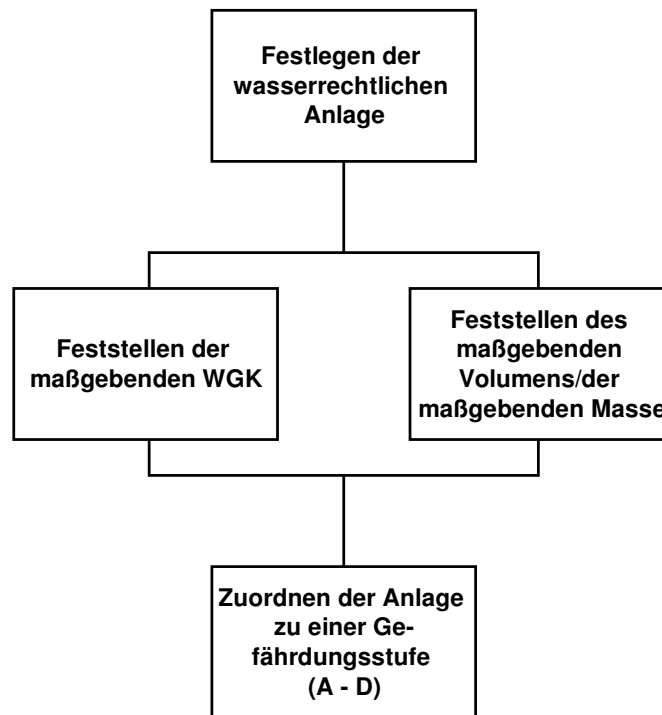 Festlegen der
wasserrechtlichen
Anlage
Feststellen der
maßgebenden WGK
Feststellen des
maßgebenden
Volumens/der
maßgebenden Masse
Zuordnen der Anlage
zu einer Ge-
fährdungsstufe
(A - D)